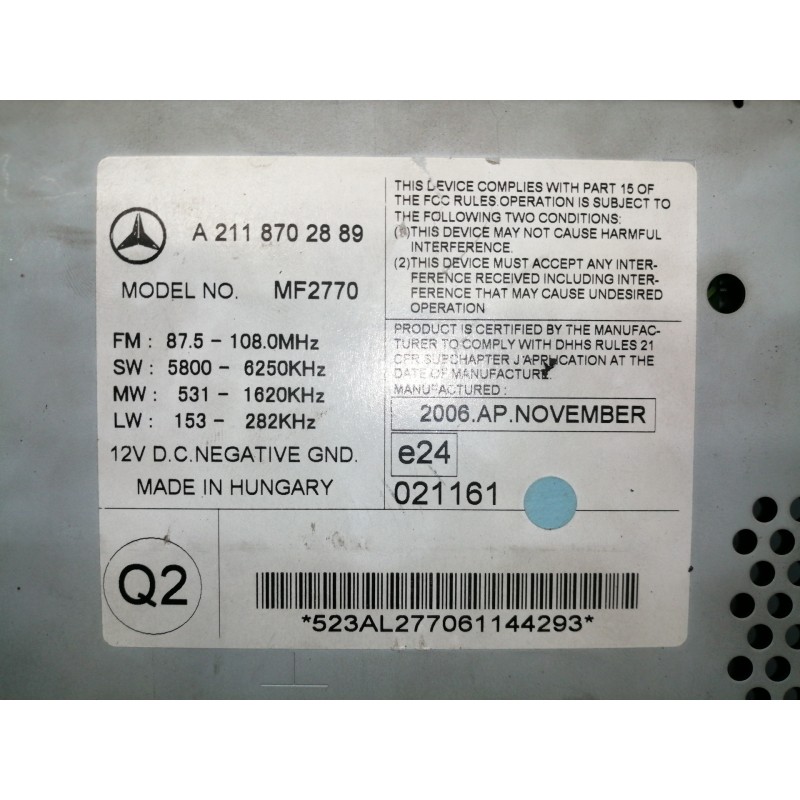 A 211 870 28 89
MODEL NO. MF2770
FM : 87.5 - 108.0MHz
SW : 5800 - 6250KHz
MW : 531 - 1620KHz
LW : 153 - 282KHz
12V D.C.NEGATIVE GND.
MADE IN HUNGARY
THIS DEVICE COMPLIES WITH PART 15 OF
THE FCC RULES OPERATION IS SUBJECT TO
THE FOLLOWING TWO CONDITIONS:
(1)THIS DEVICE MAY NOT CAUSE HARMFUL
INTERFERENCE.
(2)THIS DEVICE MUST ACCEPT ANY INTER-
FERENCE RECEIVED INCLUDING INTER-
FERENCE THAT MAY CAUSE UNDESIRED
OPERATION
PRODUCT IS CERTIFIED BY THE MANUFAC-
TURER TO COMPLY WITH DHHS RULES 21
CFR SUBCHAPTER J APPLICATION AT THE
DATE OF MANUFACTURE.
MANUFACTURED :
2006.AP.NOVEMBER
e24
021161
Q2
*523AL277061144293*